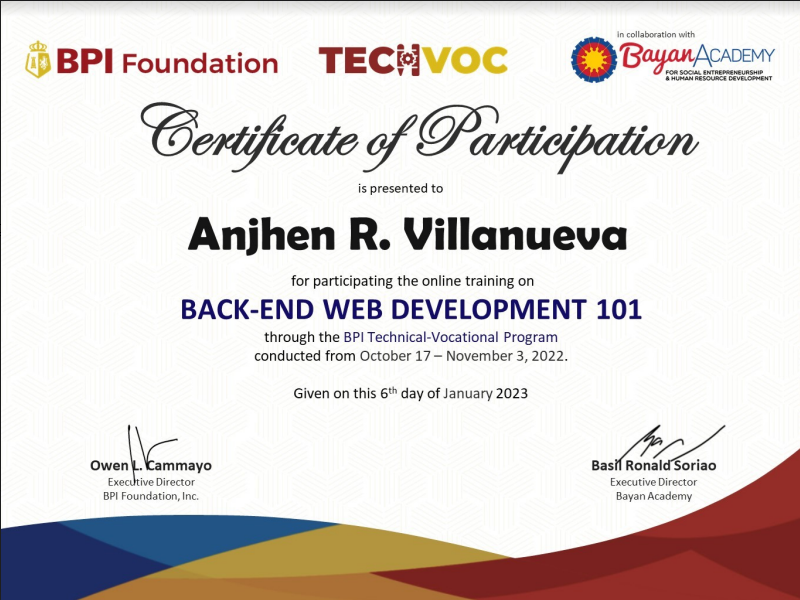 BPI Foundation
TECHVOC
in collaboration with
Bayan ACADEMY
FOR SOCIAL ENTREPRENEURSHIP
& HUMAN RESOURCE DEVELOPMENT
Certificate of Participation
is presented to
Anjhen R. Villanueva
for participating the online training on
BACK-END WEB DEVELOPMENT 101
through the BPI Technical-Vocational Program
conducted from October 17 – November 3, 2022.
Given on this 6th day of January 2023
Owen L. Cammayo
Executive Director
BPI Foundation, Inc.
Basil Ronald Soriao
Executive Director
Bayan Academy